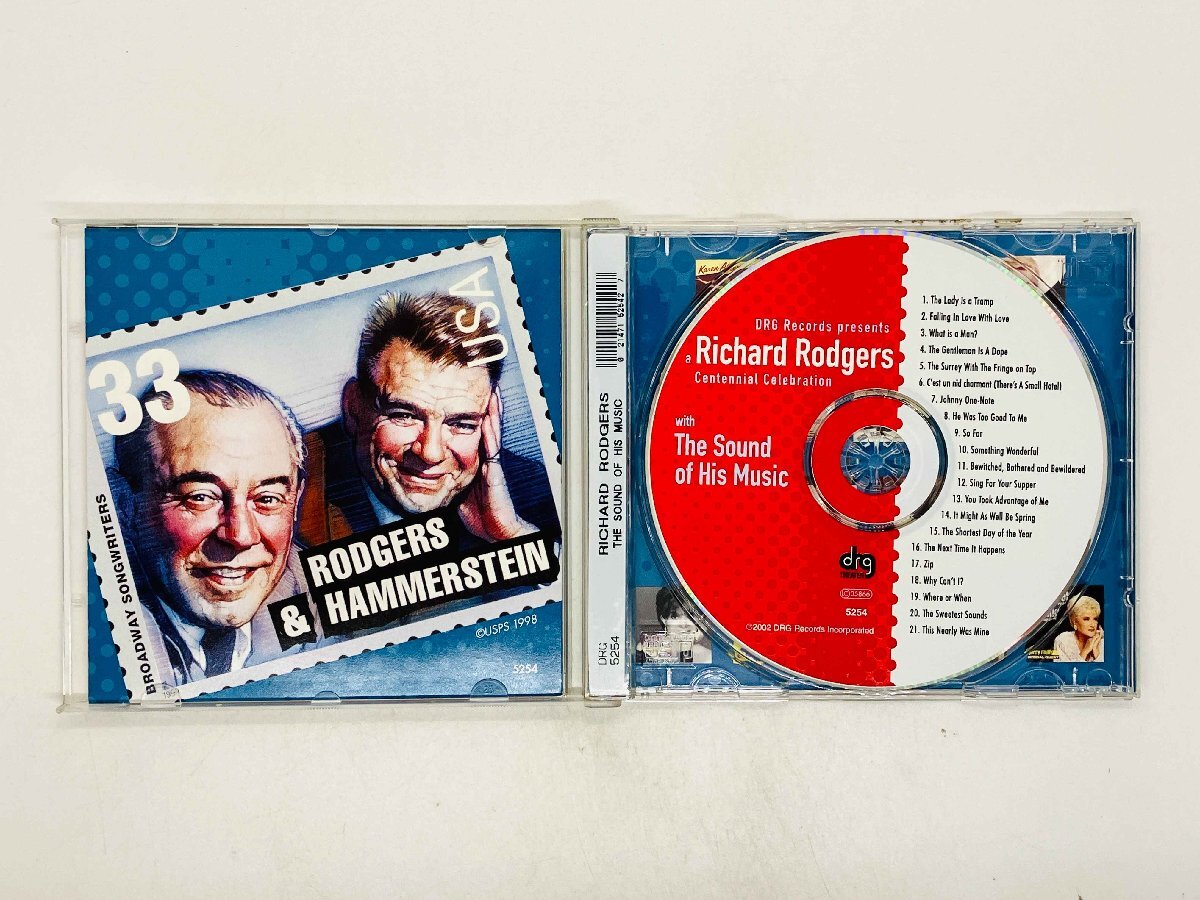 33
USA
BROADWAY SONGWRITERS
RODGERS
& HAMMERSTEIN
©USPS 1998
5254
RICHARD RODGERS
THE SOUND OF HIS MUSIC
DRG
5254
DRG Records presents
a Richard Rodgers
Centennial Celebration
with
The Sound
of His Music
drg
LC 05866
5254
©2002 DRG Records Incorporated
1. The Lady is a Tramp
2. Falling In Love With Love
3. What is a Man?
4. The Gentleman Is A Dope
5. The Surrey With The Fringe on Top
6. C'est un nid charmant (There's A Small Hotel)
7. Johnny One-Note
8. He Was Too Good To Me
9. So Far
10. Something Wonderful
11. Bewitched, Bothered and Bewildered
12. Sing For Your Supper
13. You Took Advantage of Me
14. It Might As Well Be Spring
15. The Shortest Day of the Year
16. The Next Time It Happens
17. Zip
18. Why Can't I?
19. Where or When
20. The Sweetest Sounds
21. This Nearly Was Mine
Karen